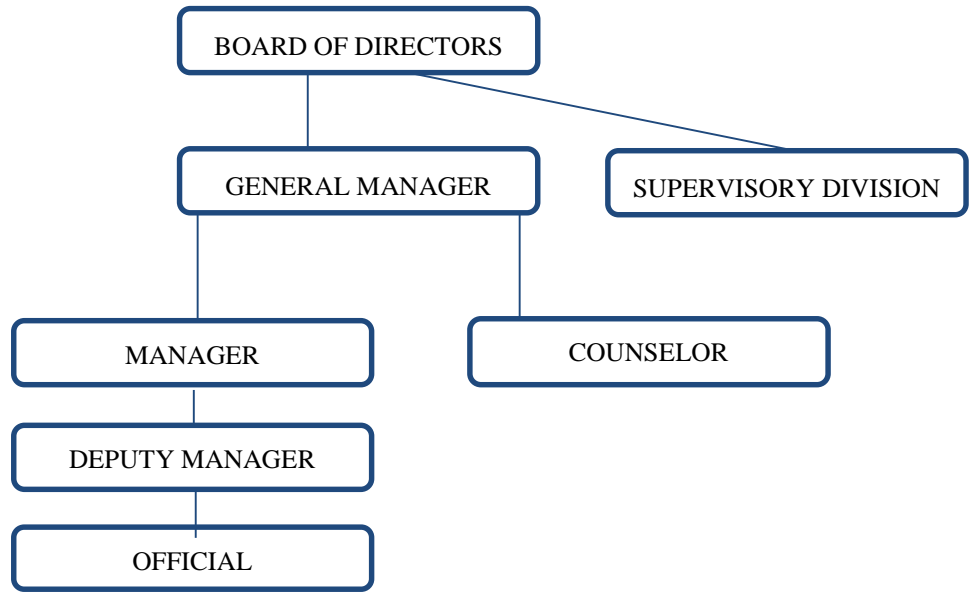 BOARD OF DIRECTORS
GENERAL MANAGER
SUPERVISORY DIVISION
MANAGER
COUNSELOR
DEPUTY MANAGER
OFFICIAL